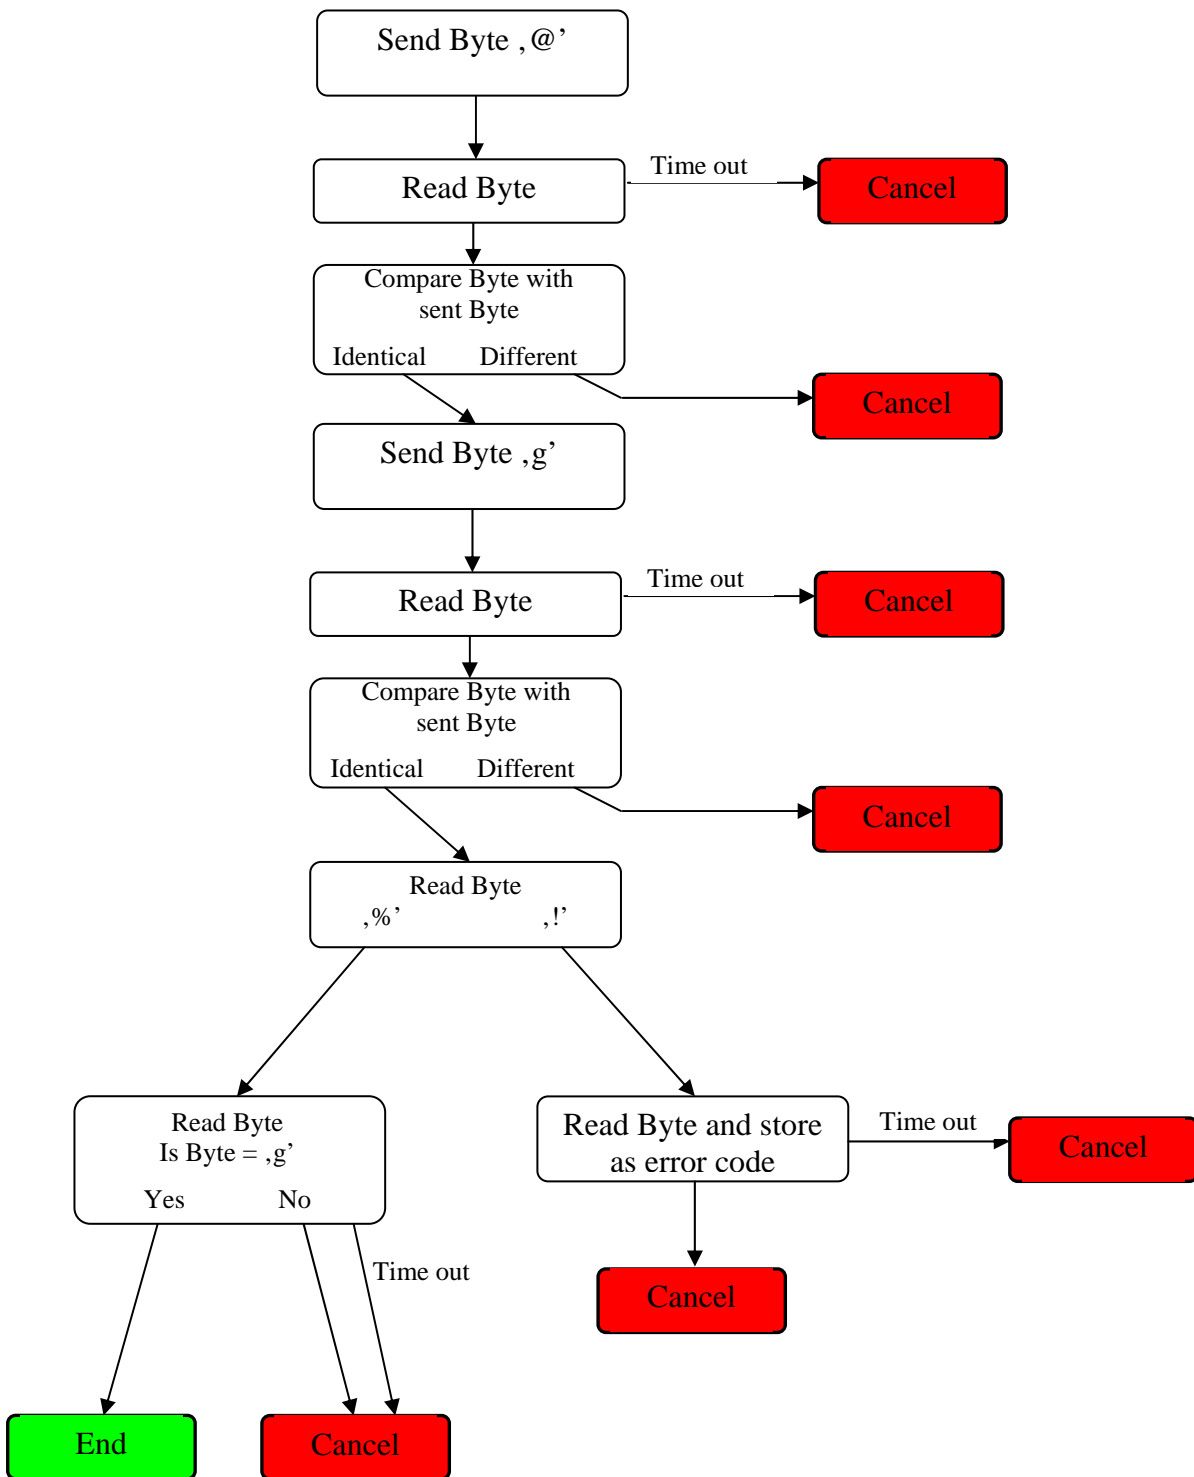 Send Byte ‚@’
Read Byte
Time out
Cancel
Compare Byte with
sent Byte
Identical Different
Cancel
Send Byte ‚g’
Read Byte
Time out
Cancel
Compare Byte with
sent Byte
Identical Different
Cancel
Read Byte
‚%’ ‚!’
Read Byte
Is Byte = ‚g’
Yes No
Time out
Read Byte and store
as error code
Time out
Cancel
Cancel
End
Cancel